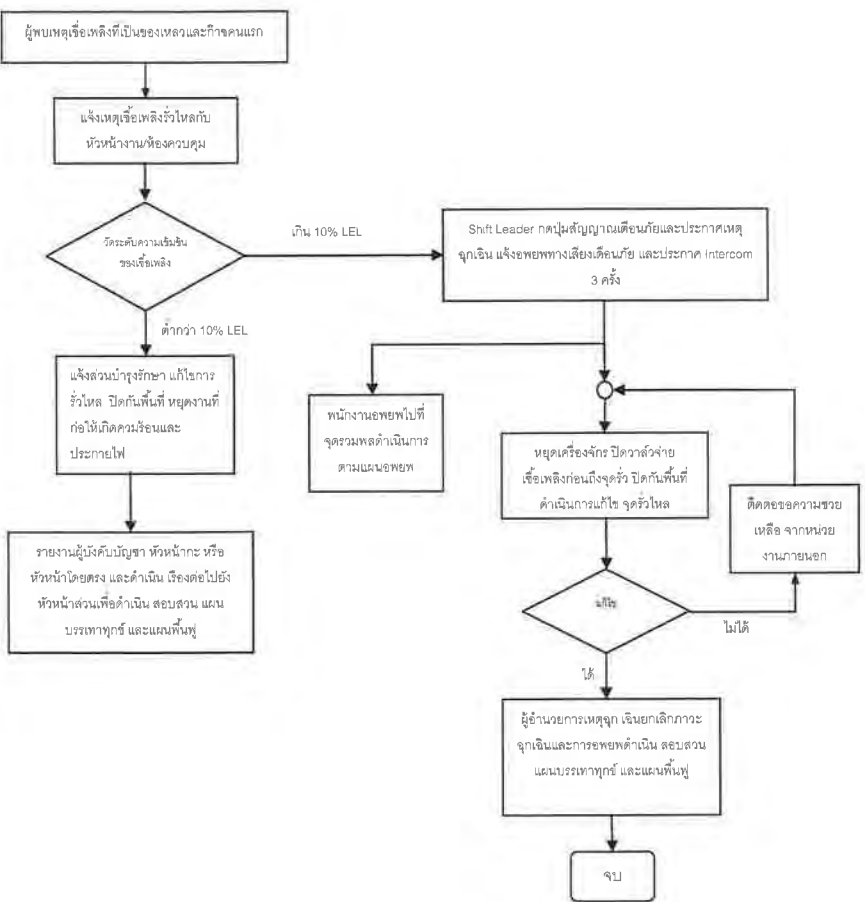 ผู้พบเหตุเชื้อเพลิงที่เป็นของเหลวและก๊าซคนแรก
แจ้งเหตุเชื้อเพลิงรั่วไหลกับ
หัวหน้างาน/ห้องควบคุม
วัดระดับความเข้มข้น
ของเชื้อเพลิง
เกิน 10% LEL
Shift Leader กดปุ่มสัญญาณเตือนภัยและประกาศเหตุ
ฉุกเฉิน แจ้งอพยพทางเสียงเตือนภัย และประกาศ Intercom
3 ครั้ง
ต่ำกว่า 10% LEL
แจ้งส่วนบำรุงรักษา แก้ไขการ
รั่วไหล ปิดกั้นพื้นที่ หยุดงานที่
ก่อให้เกิดควมร้อนและ
ประกายไฟ
พนักงานอพยพไปที่
จุดรวมพลดำเนินการ
ตามแผนอพยพ
หยุดเครื่องจักร ปิดวาล์วจ่าย
เชื้อเพลิงก่อนถึงจุดรั่ว ปิดกั้นพื้นที่
ดำเนินการแก้ไข จุดรั่วไหล
ติดต่อขอความช่วย
เหลือ จากหน่วย
งานภายนอก
รายงานผู้บังคับบัญชา หัวหน้ากะ หรือ
หัวหน้าโดยตรง และดำเนิน เรื่องต่อไปยัง
หัวหน้าส่วนเพื่อดำเนิน สอบสวน แผน
บรรเทาทุกข์ และแผนฟื้นฟู
แก้ไข
ไม่ได้
ได้
ผู้อำนวยการเหตุฉุก เฉินยกเลิกภาวะ
ฉุกเฉินและการอพยพดำเนิน สอบสวน
แผนบรรเทาทุกข์ และแผนฟื้นฟู
จบ